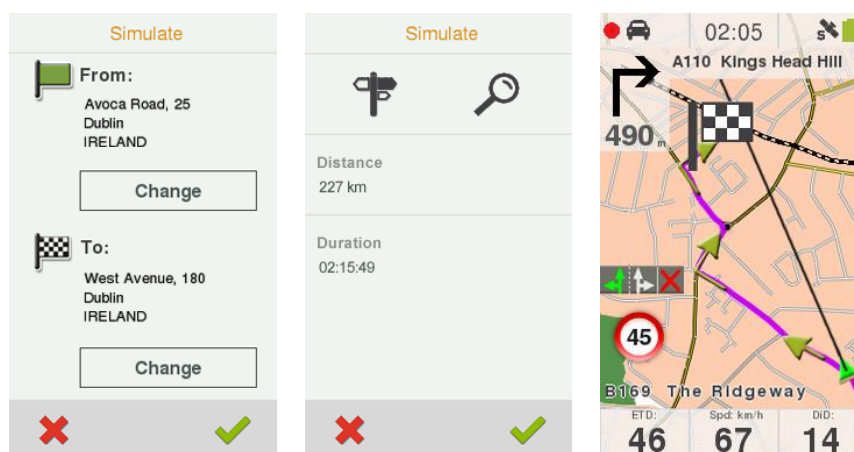 Simulate
From:
Avoca Road, 25
Dublin
IRELAND
Change
To:
West Avenue, 180
Dublin
IRELAND
Change
Simulate
Distance
227 km
Duration
02:15:49
02:05
S
A110 Kings Head Hill
490 m
45
B169 The Ridgeway
ETD: Spd: km/h DiD:
46 67 14